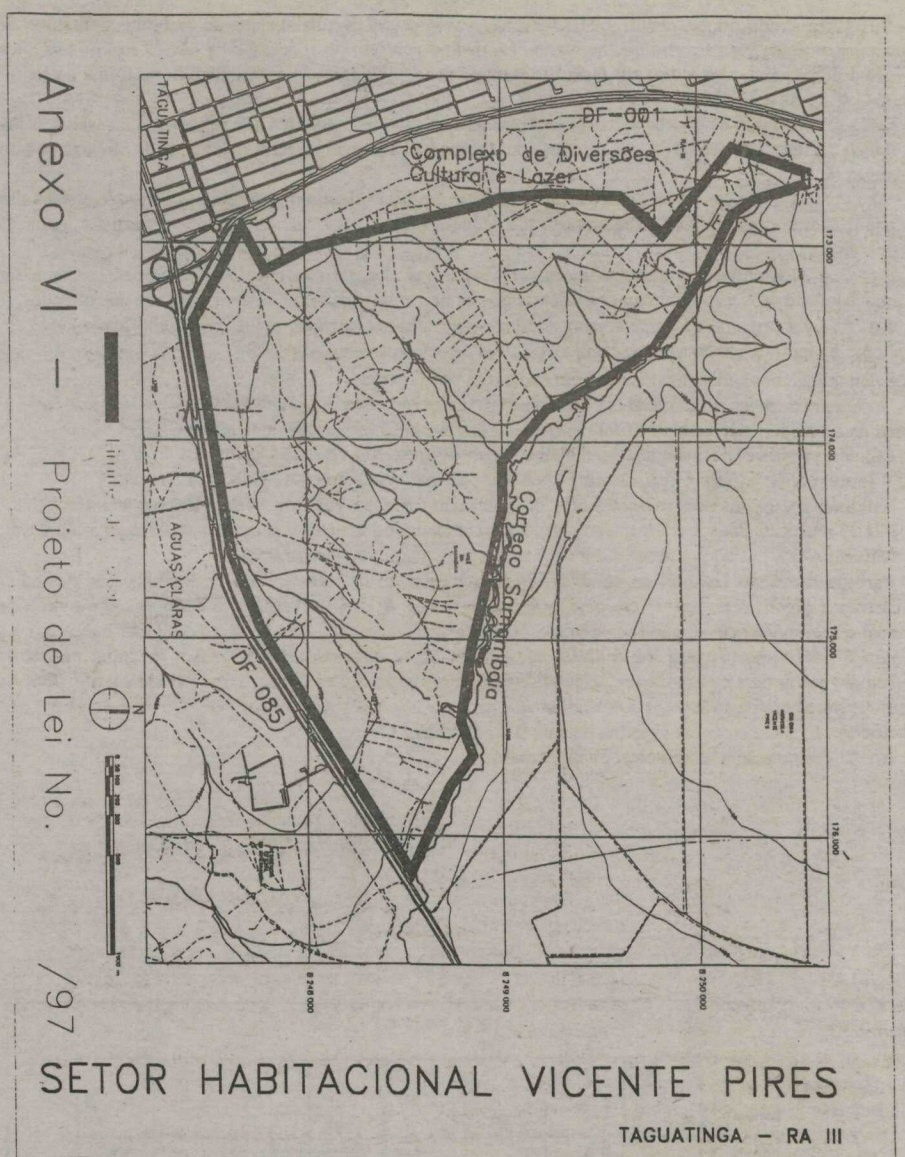 Anexo VI — Projeto de Lei No. /97
TAGUATINGA
DF-001
Complexo de Diversões
Cultura e Lazer
173.000
174.000
Córrego Samambaia
AGUAS CLARAS
175.000
DF-085
N
176.000
8 248 000
8 249 000
8 250 000
SETOR HABITACIONAL VICENTE PIRES
TAGUATINGA – RA III